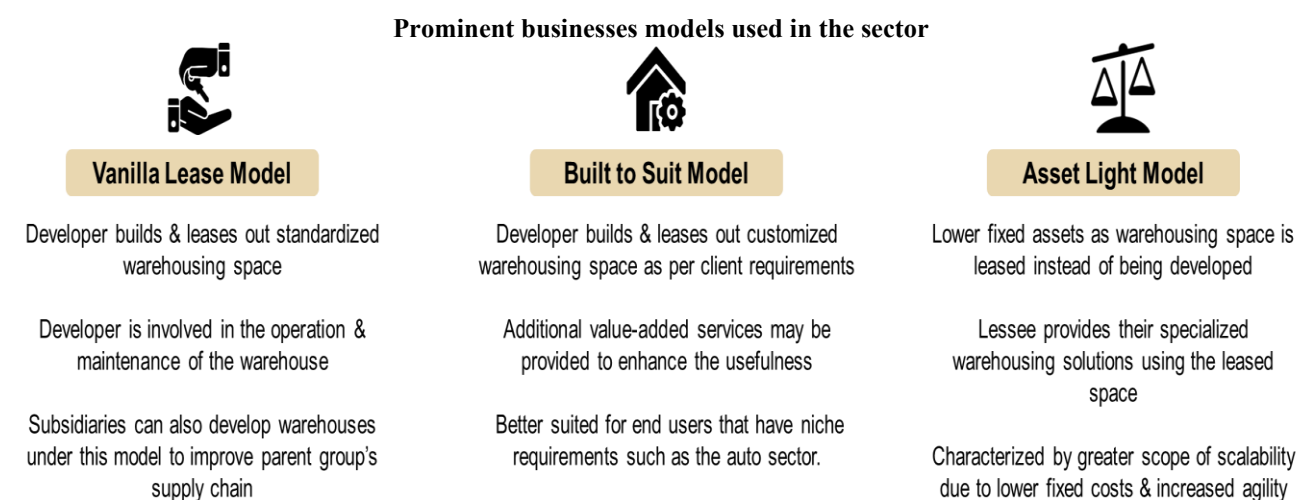 Prominent businesses models used in the sector
Vanilla Lease Model
Developer builds & leases out standardized
warehousing space
Developer is involved in the operation &
maintenance of the warehouse
Subsidiaries can also develop warehouses
under this model to improve parent group's
supply chain
Built to Suit Model
Developer builds & leases out customized
warehousing space as per client requirements
Additional value-added services may be
provided to enhance the usefulness
Better suited for end users that have niche
requirements such as the auto sector.
Asset Light Model
Lower fixed assets as warehousing space is
leased instead of being developed
Lessee provides their specialized
warehousing solutions using the leased
space
Characterized by greater scope of scalability
due to lower fixed costs & increased agility